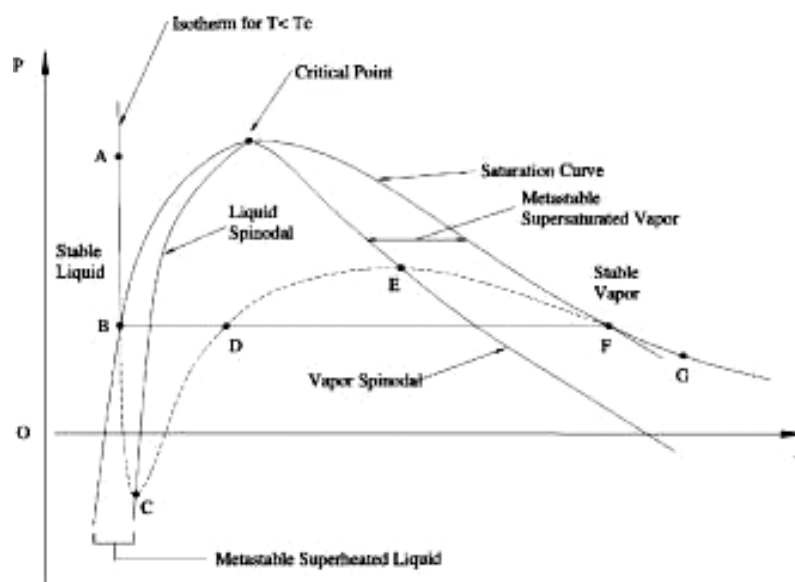 Isotherm for T< Tc
P
Critical Point
A
Saturation Curve
Liquid
Spinodal
Metastable
Supersaturated Vapor
Stable
Liquid
Stable
Vapor
E
B
D
F
G
Vapor Spinodal
O
C
Metastable Superheated Liquid